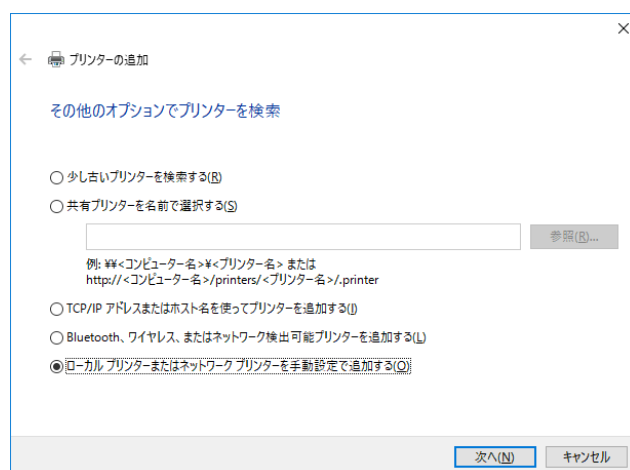 プリンターの追加
その他のオプションでプリンターを検索
少し古いプリンターを検索する(R)
共有プリンターを名前で選択する(S)
参照(R)...
例: ¥¥<コンピューター名>¥<プリンター名> または
http://<コンピューター名>/printers/<プリンター名>/.printer
TCP/IP アドレスまたはホスト名を使ってプリンターを追加する(I)
Bluetooth、ワイヤレス、またはネットワーク検出可能プリンターを追加する(L)
ローカル プリンターまたはネットワーク プリンターを手動設定で追加する(O)
次へ(N) キャンセル